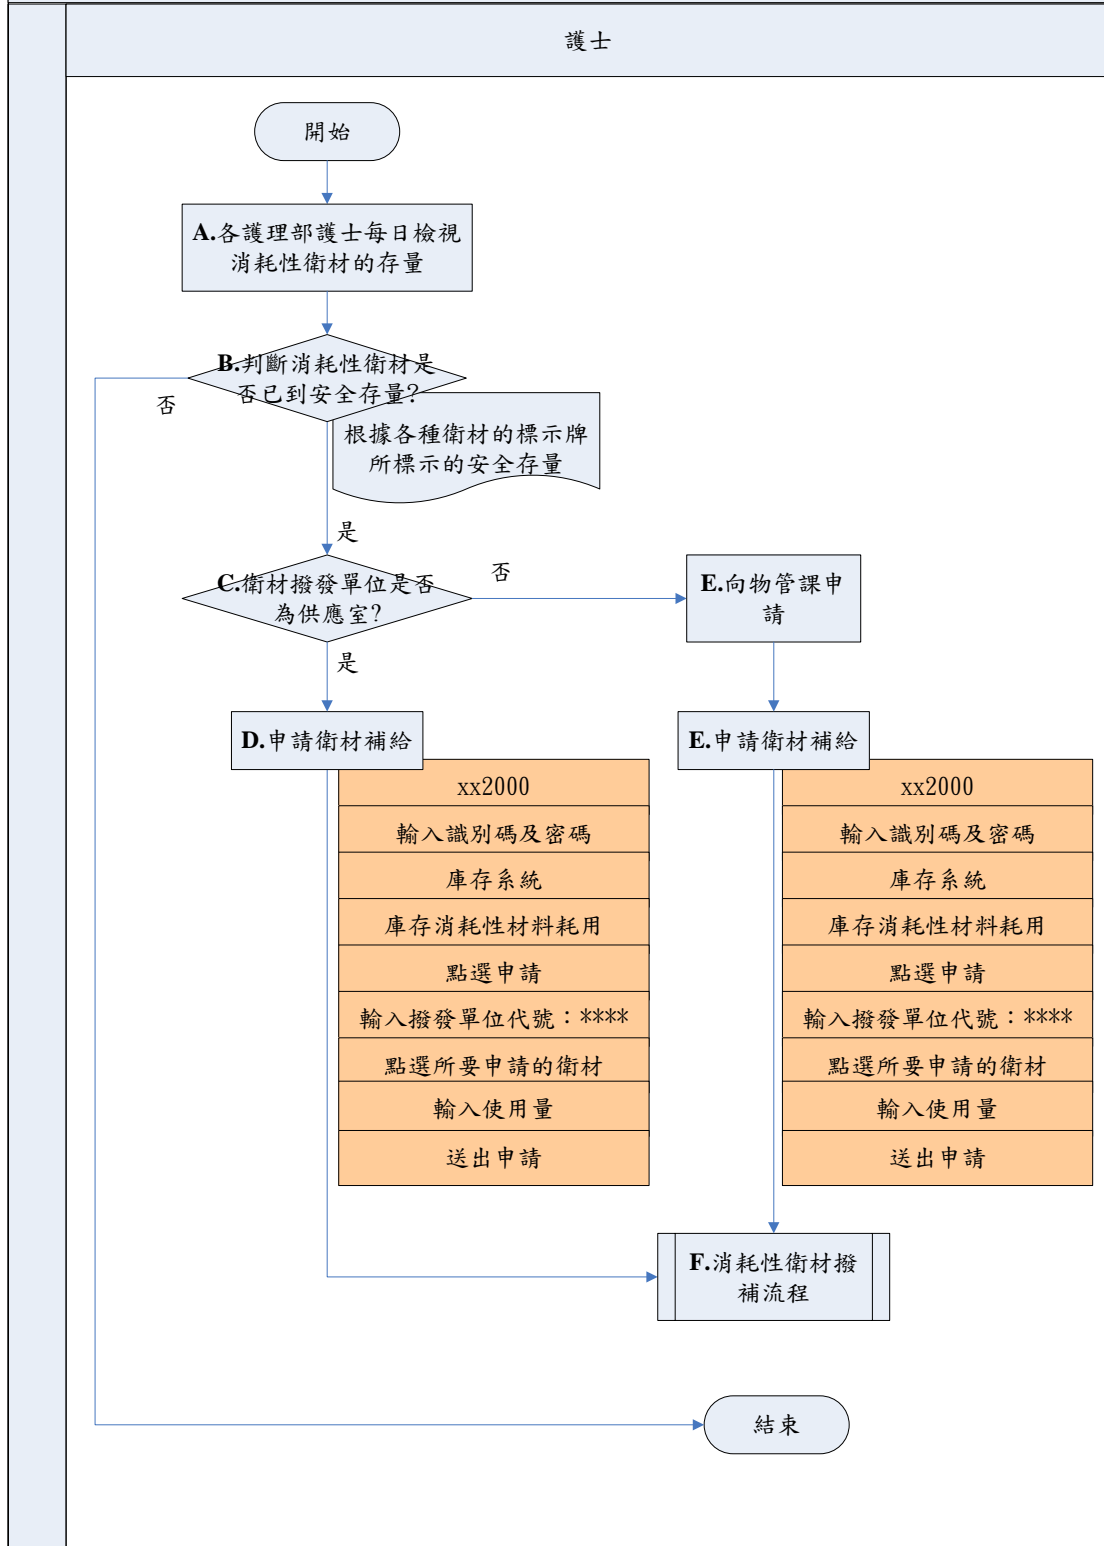 護士
開始
A.各護理部護士每日檢視
消耗性衛材的存量
B.判斷消耗性衛材是
否已到安全存量?
否
根據各種衛材的標示牌
所標示的安全存量
是
C.衛材撥發單位是否
為供應室?
否
E.向物管課申
請
是
D.申請衛材補給
xx2000
輸入識別碼及密碼
庫存系統
庫存消耗性材料耗用
點選申請
輸入撥發單位代號：****
點選所要申請的衛材
輸入使用量
送出申請
E.申請衛材補給
xx2000
輸入識別碼及密碼
庫存系統
庫存消耗性材料耗用
點選申請
輸入撥發單位代號：****
點選所要申請的衛材
輸入使用量
送出申請
F.消耗性衛材撥
補流程
結束